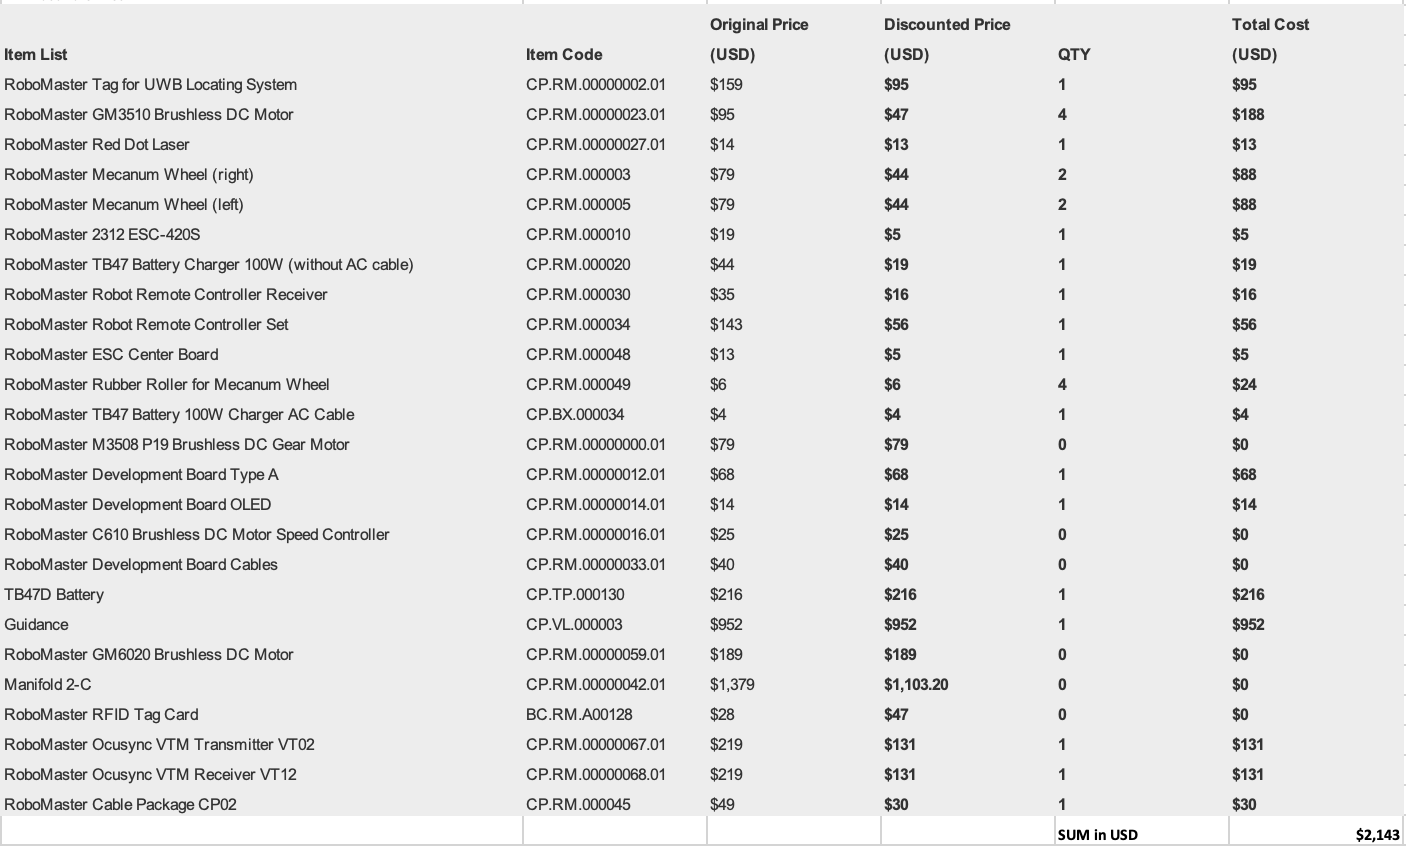 Original Price Discounted Price Total Cost
Item List Item Code (USD) (USD) QTY (USD)
RoboMaster Tag for UWB Locating System CP.RM.00000002.01 $159 $95 1 $95
RoboMaster GM3510 Brushless DC Motor CP.RM.00000023.01 $95 $47 4 $188
RoboMaster Red Dot Laser CP.RM.00000027.01 $14 $13 1 $13
RoboMaster Mecanum Wheel (right) CP.RM.000003 $79 $44 2 $88
RoboMaster Mecanum Wheel (left) CP.RM.000005 $79 $44 2 $88
RoboMaster 2312 ESC-420S CP.RM.000010 $19 $5 1 $5
RoboMaster TB47 Battery Charger 100W (without AC cable) CP.RM.000020 $44 $19 1 $19
RoboMaster Robot Remote Controller Receiver CP.RM.000030 $35 $16 1 $16
RoboMaster Robot Remote Controller Set CP.RM.000034 $143 $56 1 $56
RoboMaster ESC Center Board CP.RM.000048 $13 $5 1 $5
RoboMaster Rubber Roller for Mecanum Wheel CP.RM.000049 $6 $6 4 $24
RoboMaster TB47 Battery 100W Charger AC Cable CP.BX.000034 $4 $4 1 $4
RoboMaster M3508 P19 Brushless DC Gear Motor CP.RM.00000000.01 $79 $79 0 $0
RoboMaster Development Board Type A CP.RM.00000012.01 $68 $68 1 $68
RoboMaster Development Board OLED CP.RM.00000014.01 $14 $14 1 $14
RoboMaster C610 Brushless DC Motor Speed Controller CP.RM.00000016.01 $25 $25 0 $0
RoboMaster Development Board Cables CP.RM.00000033.01 $40 $40 0 $0
TB47D Battery CP.TP.000130 $216 $216 1 $216
Guidance CP.VL.000003 $952 $952 1 $952
RoboMaster GM6020 Brushless DC Motor CP.RM.00000059.01 $189 $189 0 $0
Manifold 2-C CP.RM.00000042.01 $1,379 $1,103.20 0 $0
RoboMaster RFID Tag Card BC.RM.A00128 $28 $47 0 $0
RoboMaster Ocusync VTM Transmitter VT02 CP.RM.00000067.01 $219 $131 1 $131
RoboMaster Ocusync VTM Receiver VT12 CP.RM.00000068.01 $219 $131 1 $131
RoboMaster Cable Package CP02 CP.RM.000045 $49 $30 1 $30
SUM in USD $2,143